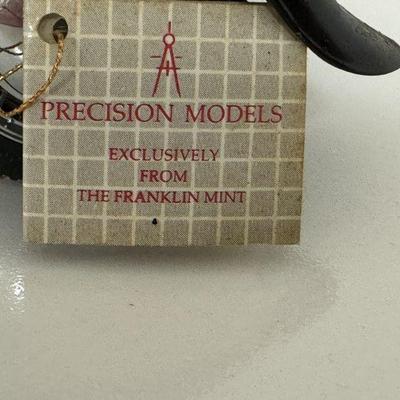 PRECISION MODELS
EXCLUSIVELY
FROM
THE FRANKLIN MINT